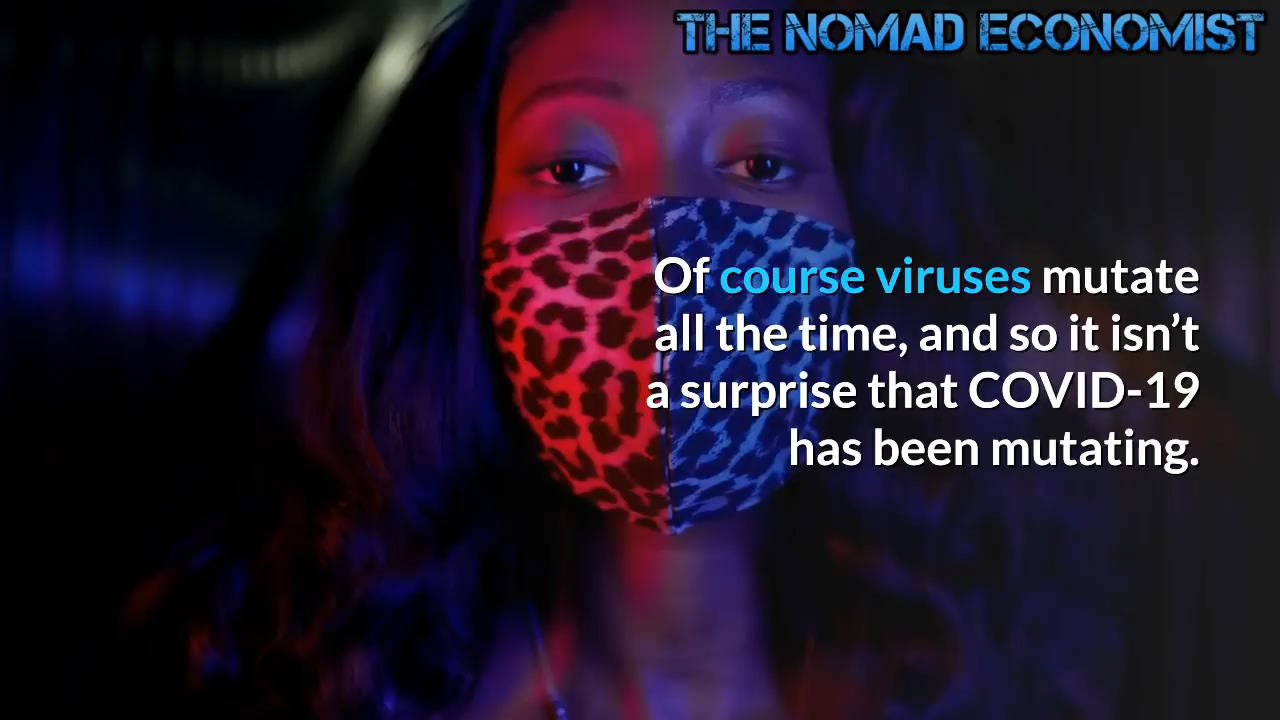 THE NOMAD ECONOMIST
Of course viruses mutate
all the time, and so it isn’t
a surprise that COVID-19
has been mutating.